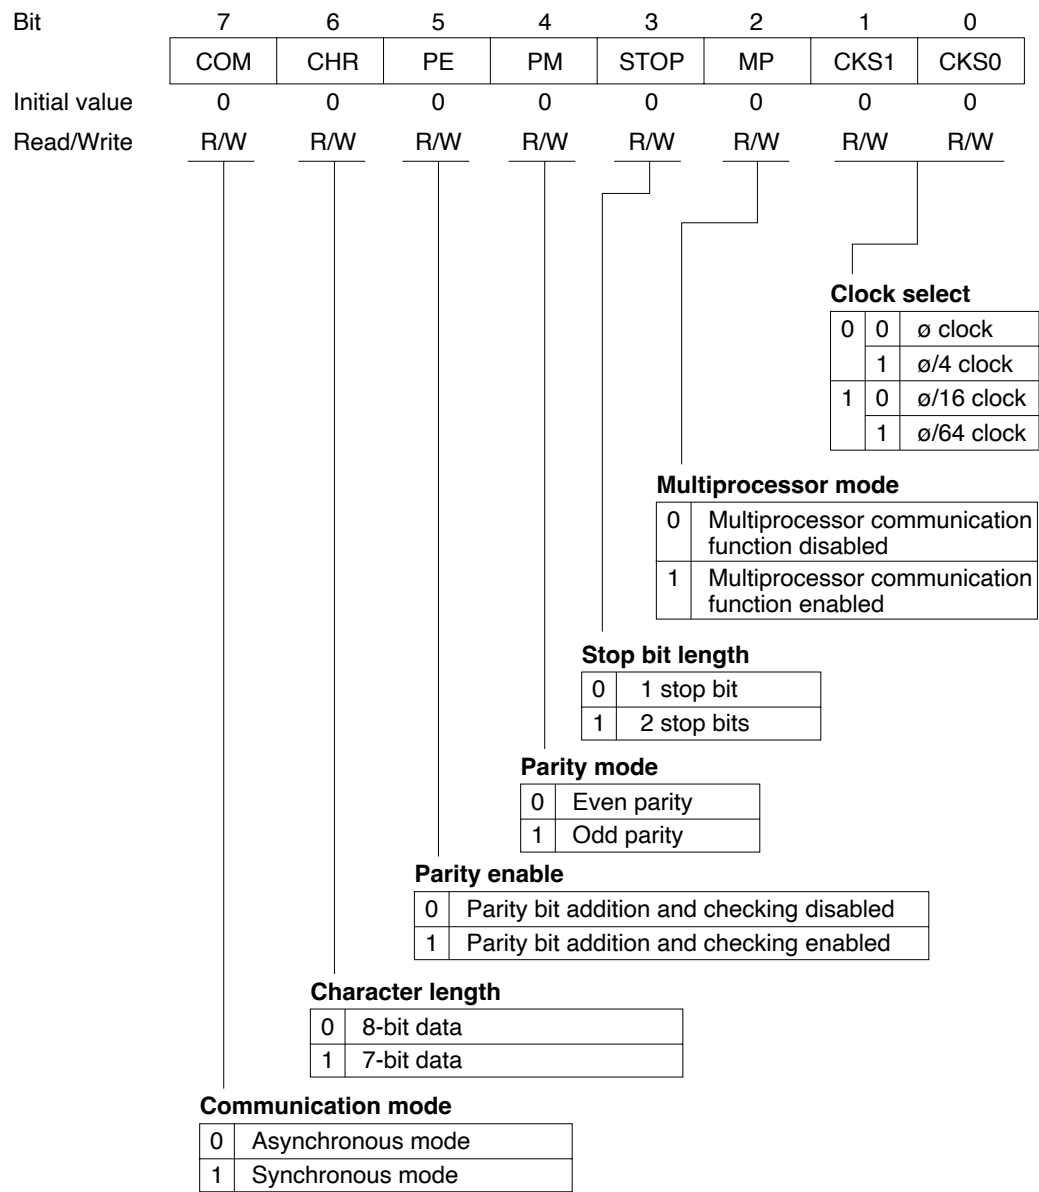 Bit 7 6 5 4 3 2 1 0
COM CHR PE PM STOP MP CKS1 CKS0
Initial value 0 0 0 0 0 0 0 0
Read/Write R/W R/W R/W R/W R/W R/W R/W R/W
Clock select
0 0 ø clock
1 ø/4 clock
1 0 ø/16 clock
1 ø/64 clock
Multiprocessor mode
0 Multiprocessor communication
function disabled
1 Multiprocessor communication
function enabled
Stop bit length
0 1 stop bit
1 2 stop bits
Parity mode
0 Even parity
1 Odd parity
Parity enable
0 Parity bit addition and checking disabled
1 Parity bit addition and checking enabled
Character length
0 8-bit data
1 7-bit data
Communication mode
0 Asynchronous mode
1 Synchronous mode